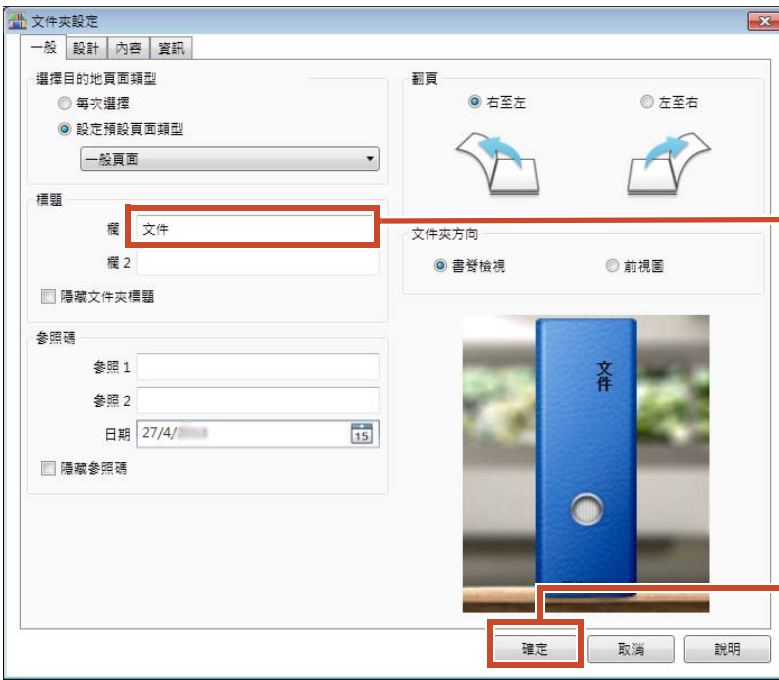 文件夾設定
一般 設計 內容 資訊
選擇目的地頁面類型
每次選擇
設定預設頁面類型
一般頁面
標題
欄
文件
欄 2
隱藏文件夾標題
參照碼
參照 1
參照 2
日期 27/4/
15
隱藏參照碼
翻頁
右至左 左至右
文件夾方向
書脊檢視 前視圖
文件
確定 取消 說明